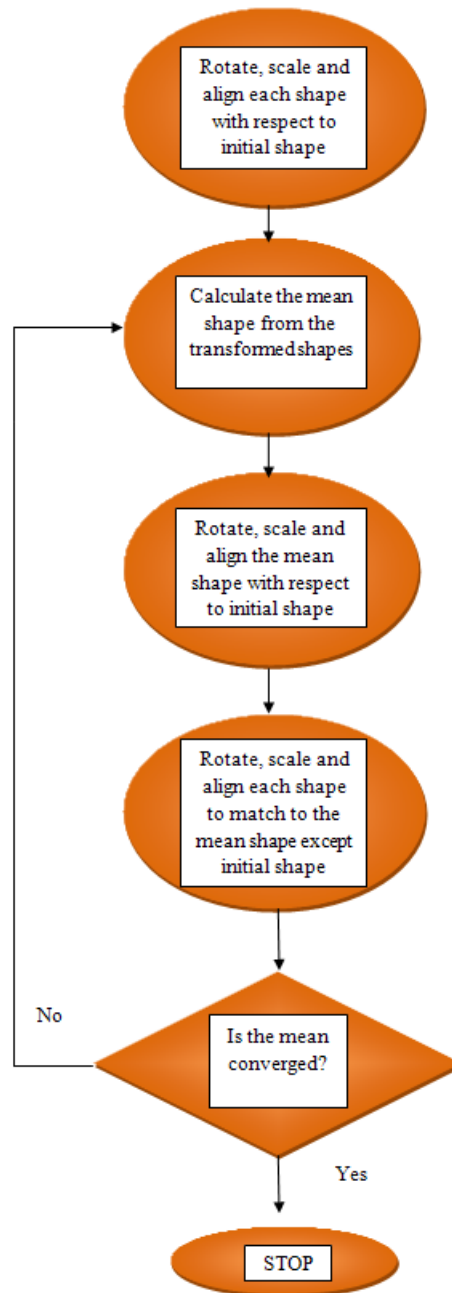 Rotate, scale and
align each shape
with respect to
initial shape
Calculate the mean
shape from the
transformedshapes
Rotate, scale and
align the mean
shape with respect
to initial shape
Rotate, scale and
align each shape
to match to the
mean shape except
initial shape
Is the mean
converged?
No
Yes
STOP